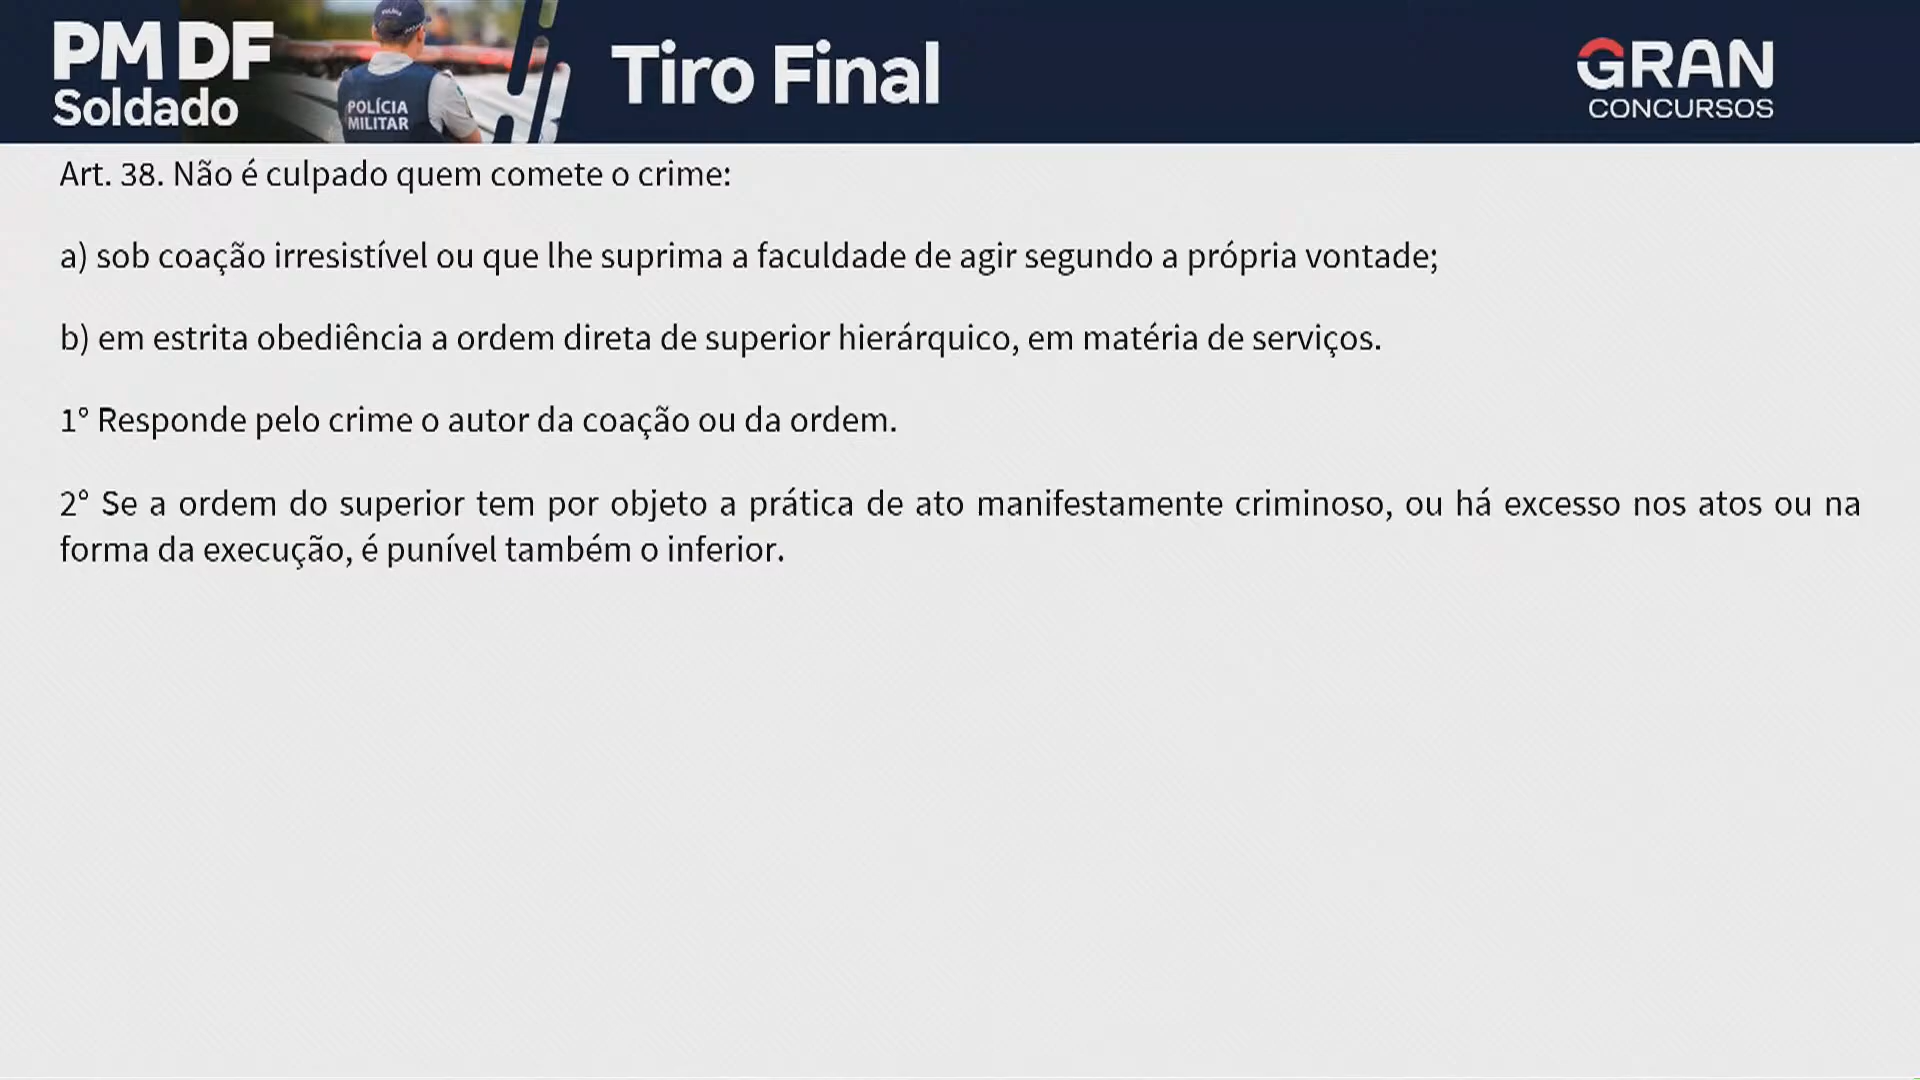 PM DF
Soldado
POLÍCIA
MILITAR
Tiro Final
GRAN
CONCURSOS
Art. 38. Não é culpado quem comete o crime:
a) sob coação irresistível ou que lhe suprima a faculdade de agir segundo a própria vontade;
b) em estrita obediência a ordem direta de superior hierárquico, em matéria de serviços.
1° Responde pelo crime o autor da coação ou da ordem.
2° Se a ordem do superior tem por objeto a prática de ato manifestamente criminoso, ou há excesso nos atos ou na
forma da execução, é punível também o inferior.